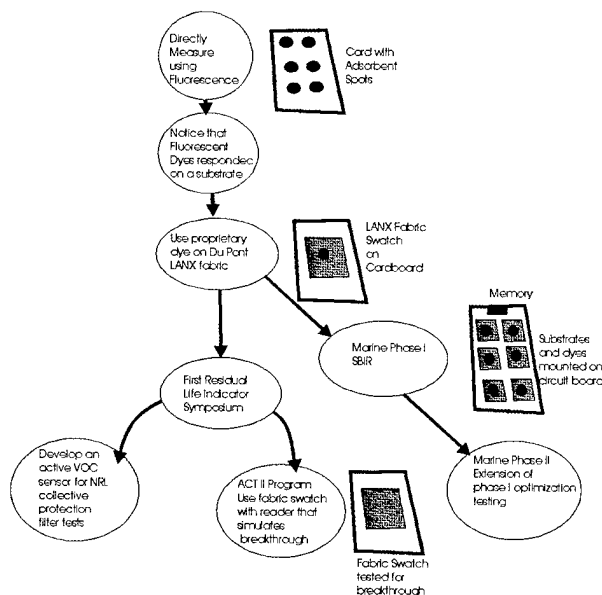 Directly
Measure
using
Fluorescence
Card with
Adsorbent
Spots
Notice that
Fluorescent
Dyes responded
on a substrate
Use proprietary
dye on Du Pont
LANX fabric
LANX Fabric
Swatch
on
Cardboard
Memory
Substrates
and dyes
mounted on
circuit board
Marine Phase I
SBIR
First Residual
Life Indicator
Symposium
Develop an
active VOC
sensor for NRL
collective
protection
filter tests
ACT II Program
Use fabric swatch
with reader that
simulates
breakthrough
Marine Phase II
Extension of
phase I optimization
testing
Fabric Swatch
tested for
breakthrough